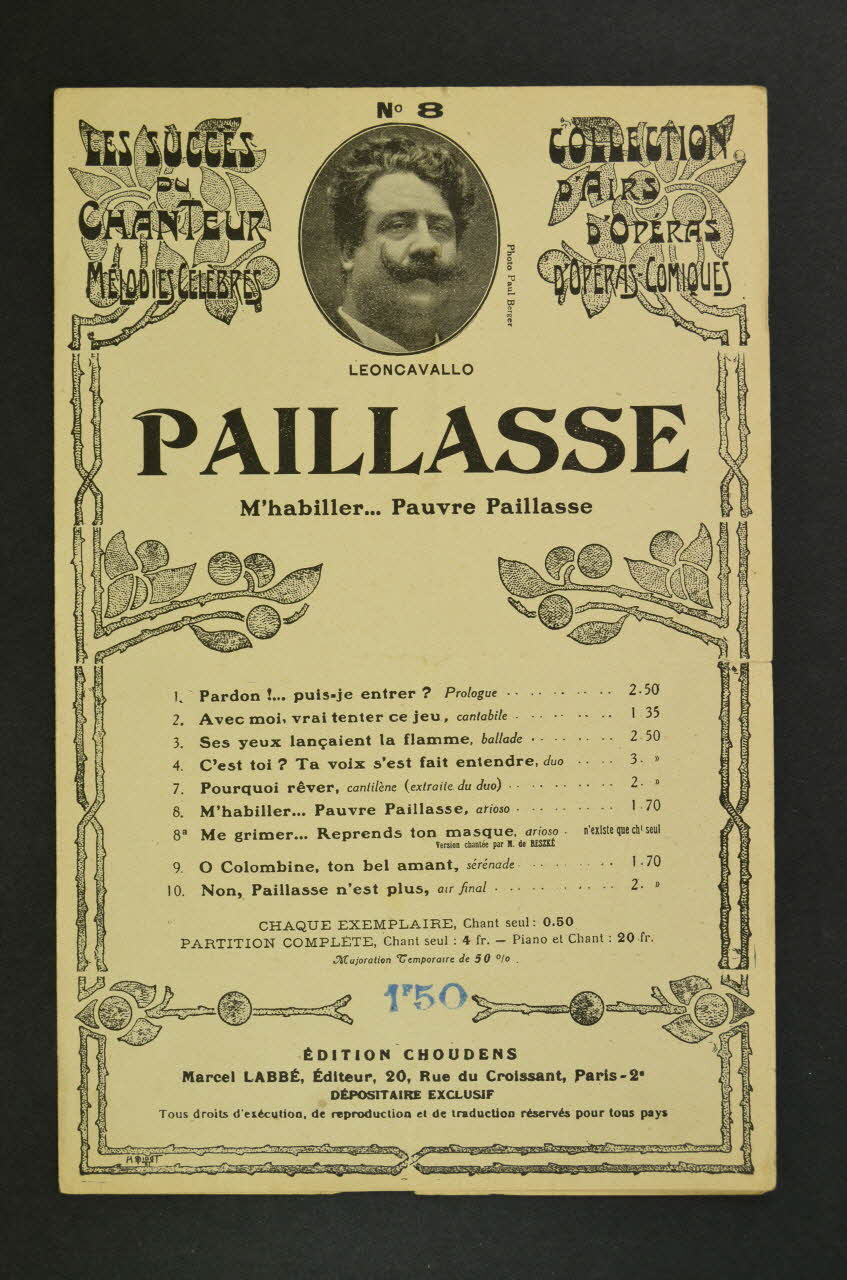 Nº 8
LES SUCCÈS
DU
CHANTEUR
MÉLODIES CÉLÈBRES
COLLECTION
D'AIRS
D'OPÉRAS
D'OPÉRAS-COMIQUES
Photo Paul Berger
LEONCAVALLO
PAILLASSE
M'habiller... Pauvre Paillasse
1. Pardon !... puis-je entrer ? Prologue 2.50
2. Avec moi, vrai tenter ce jeu, cantabile 1 35
3. Ses yeux lançaient la flamme, ballade 2 50
4. C'est toi ? Ta voix s'est fait entendre, duo 3. »
7. Pourquoi rêver, cantilène (extraite du duo) 2. »
8. M'habiller... Pauvre Paillasse, arioso 1.70
8ª Me grimer... Reprends ton masque, arioso n'existe que cht seul
Version chantée par M. de RESZKÉ
9. O Colombine, ton bel amant, sérénade 1.70
10. Non, Paillasse n'est plus, air final 2. »
CHAQUE EXEMPLAIRE, Chant seul : 0.50
PARTITION COMPLÈTE, Chant seul : 4 fr. — Piano et Chant : 20 fr.
Majoration Temporaire de 50 %.
1F50
ÉDITION CHOUDENS
Marcel LABBÉ, Éditeur, 20, Rue du Croissant, Paris-2e
DÉPOSITAIRE EXCLUSIF
Tous droits d'exécution, de reproduction et de traduction réservés pour tous pays